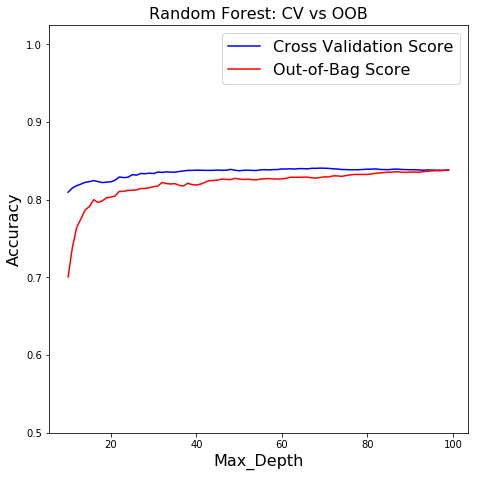 Random Forest: CV vs OOB
Cross Validation Score
Out-of-Bag Score
Accuracy
1.0
0.9
0.8
0.7
0.6
0.5
20 40 60 80 100
Max_Depth